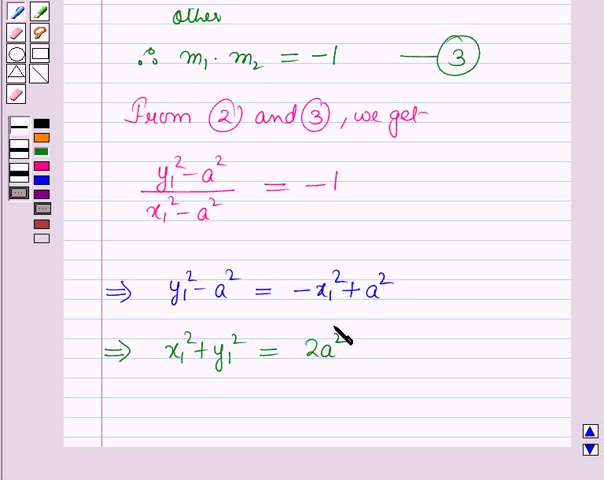 other
∴ m₁ · m₂ = -1 —③
From ② and ③, we get
(y₁² - a²)/(x₁² - a²) = -1
⇒ y₁² - a² = -x₁² + a²
⇒ x₁² + y₁² = 2a²